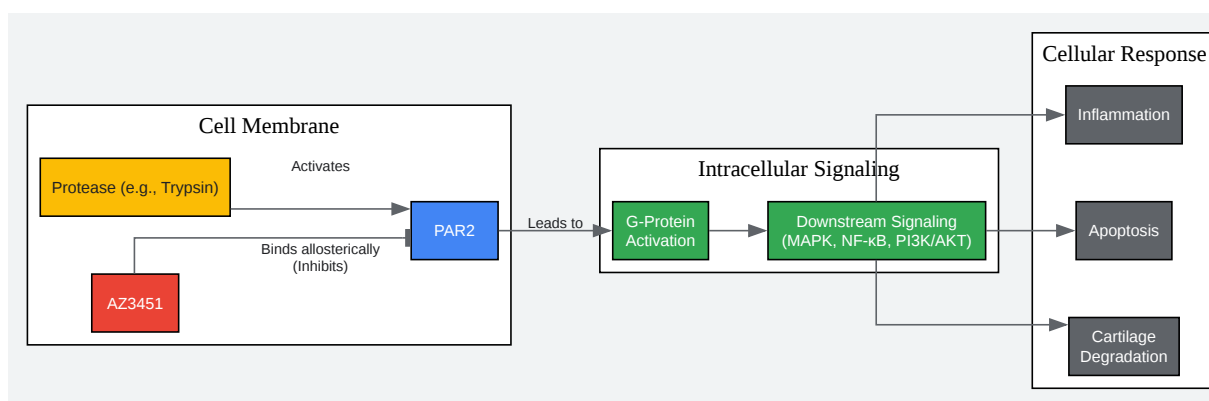 Cell Membrane
Protease (e.g., Trypsin)
Activates
PAR2
Binds allosterically
(Inhibits)
AZ3451
Leads to
Intracellular Signaling
G-Protein
Activation
Downstream Signaling
(MAPK, NF-κB, PI3K/AKT)
Cellular Response
Inflammation
Apoptosis
Cartilage
Degradation